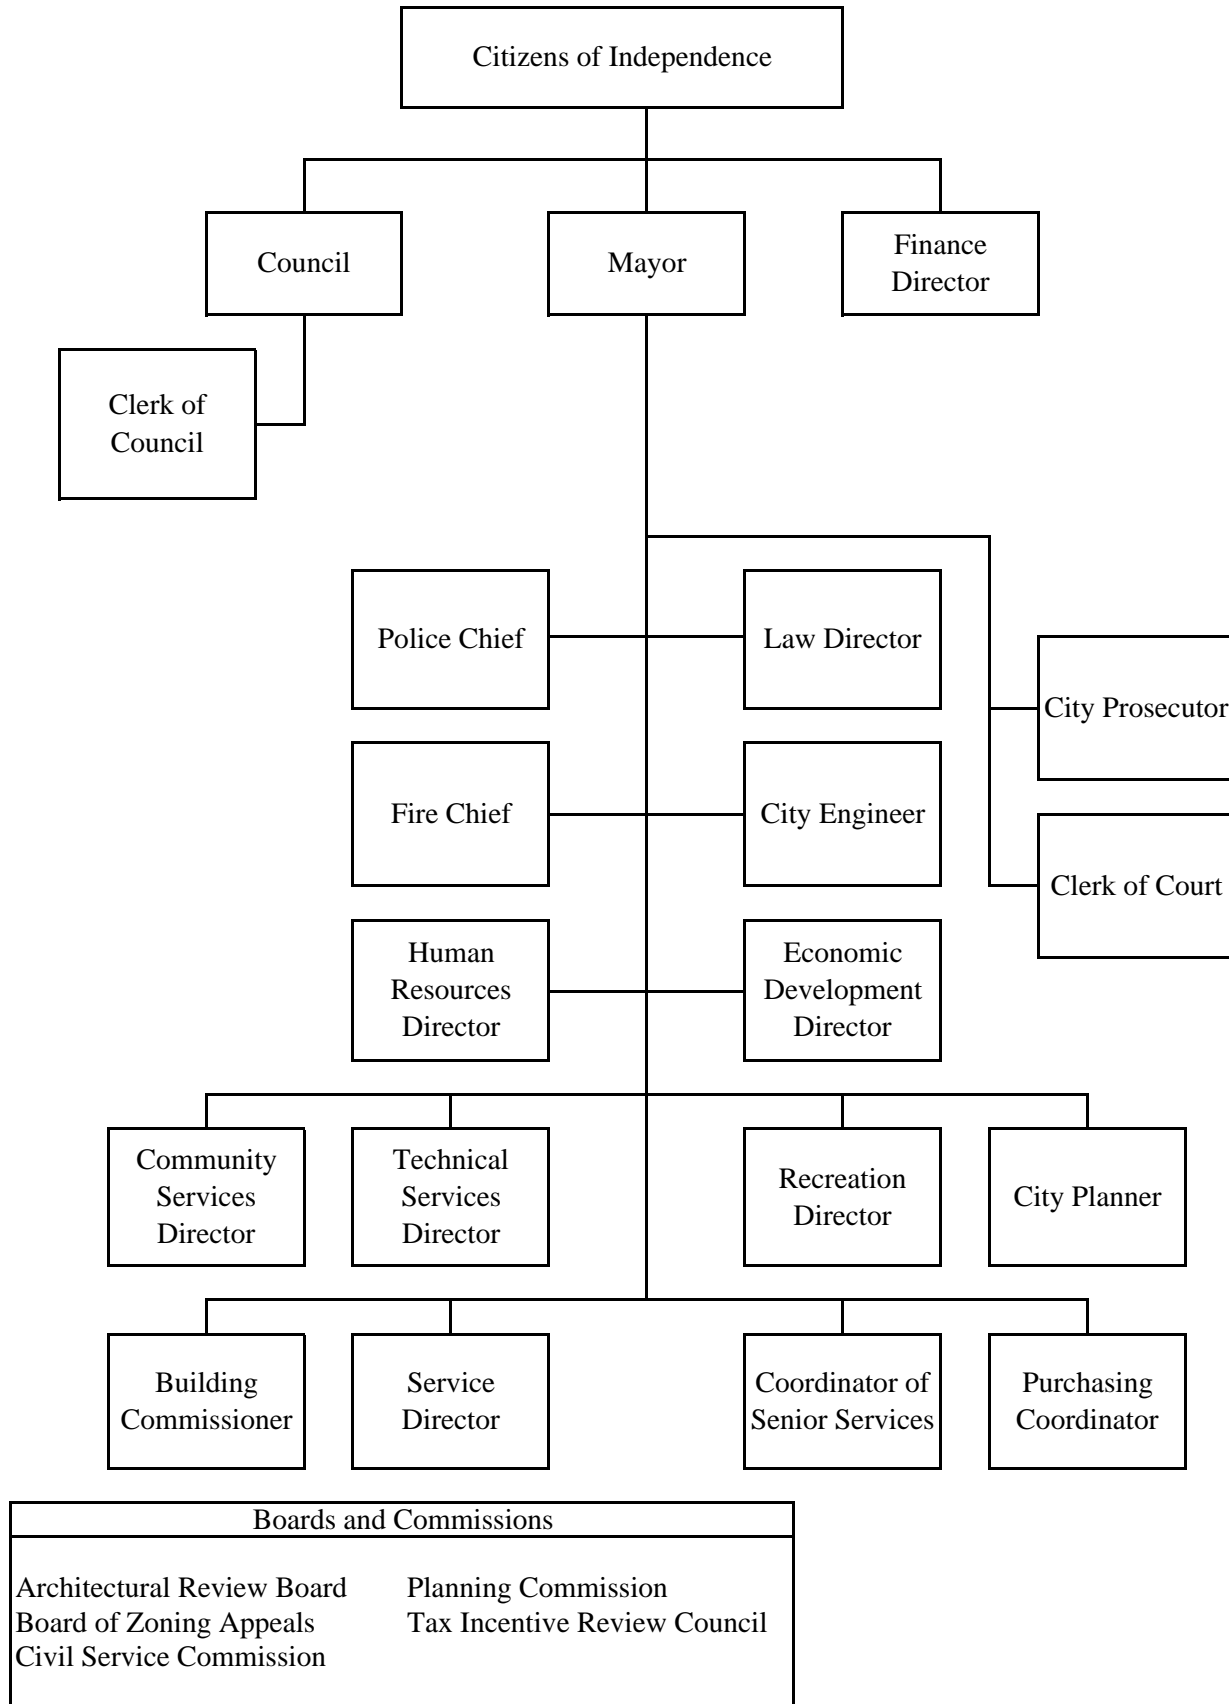 Citizens of Independence
Council
Mayor
Finance
Director
Clerk of
Council
Police Chief
Law Director
City Prosecutor
Fire Chief
City Engineer
Clerk of Court
Human
Resources
Director
Economic
Development
Director
Community
Services
Director
Technical
Services
Director
Recreation
Director
City Planner
Building
Commissioner
Service
Director
Coordinator of
Senior Services
Purchasing
Coordinator
Boards and Commissions
Architectural Review Board
Board of Zoning Appeals
Civil Service Commission
Planning Commission
Tax Incentive Review Council